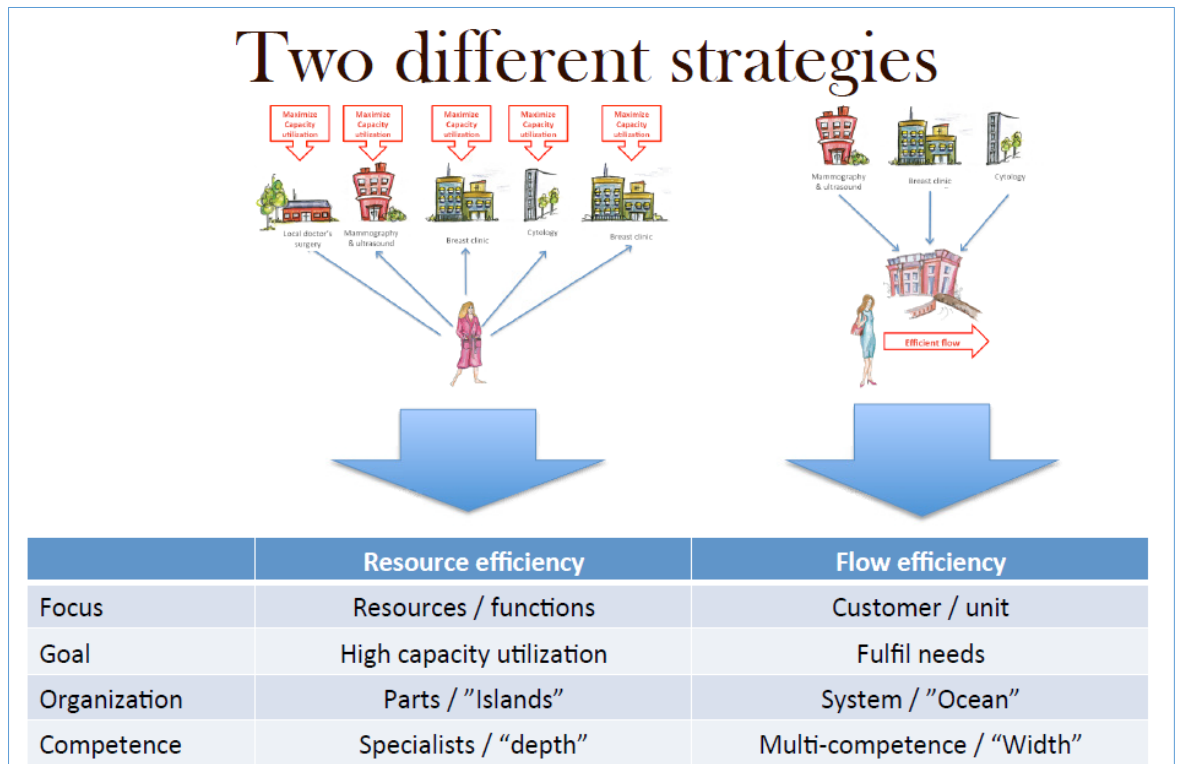 Two different strategies
Maximize
Capacity
utilization
Maximize
Capacity
utilization
Maximize
Capacity
utilization
Maximize
Capacity
utilization
Maximize
Capacity
utilization
Local doctor's
surgery
Mammography
& ultrasound
Breast clinic
Cytology
Breast clinic
Mammography
& ultrasound
Breast clinic
Cytology
Efficient flow
Resource efficiency Flow efficiency
Focus Resources / functions Customer / unit
Goal High capacity utilization Fulfil needs
Organization Parts / ”Islands” System / ”Ocean”
Competence Specialists / “depth” Multi-competence / “Width”